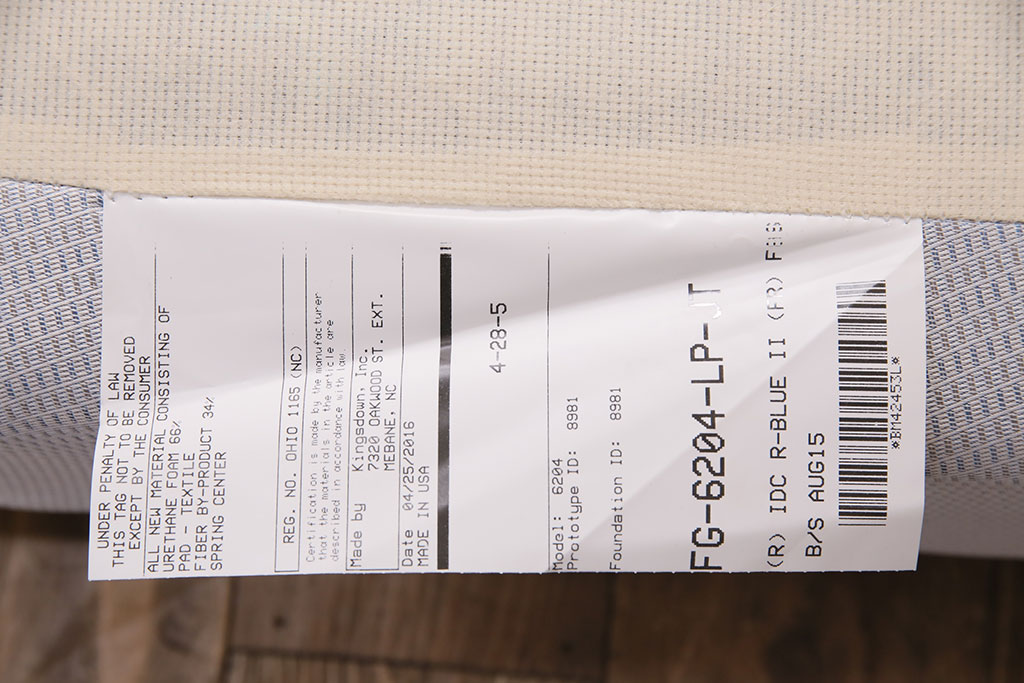 UNDER PENALTY OF LAW
THIS TAG NOT TO BE REMOVED
EXCEPT BY THE CONSUMER
ALL NEW MATERIAL CONSISTING OF
URETHANE FOAM 66%
PAD - TEXTILE
FIBER BY-PRODUCT 34%
SPRING CENTER
REG. NO. OHIO 1165 (NC)
Certification is made by the manufacturer
that the materials in the article are
described in accordance with law.
Made by Kingsdown, Inc.
7320 OAKWOOD ST. EXT.
MEBANE, NC
Date 04/25/2016
MADE IN USA
4-28-5
Model: 6204
Prototype ID: 8981
Foundation ID: 8981
FG-6204-LP-JT
(R) IDC R-BLUE II (FR)
B/S AUG15
*BM42453L*